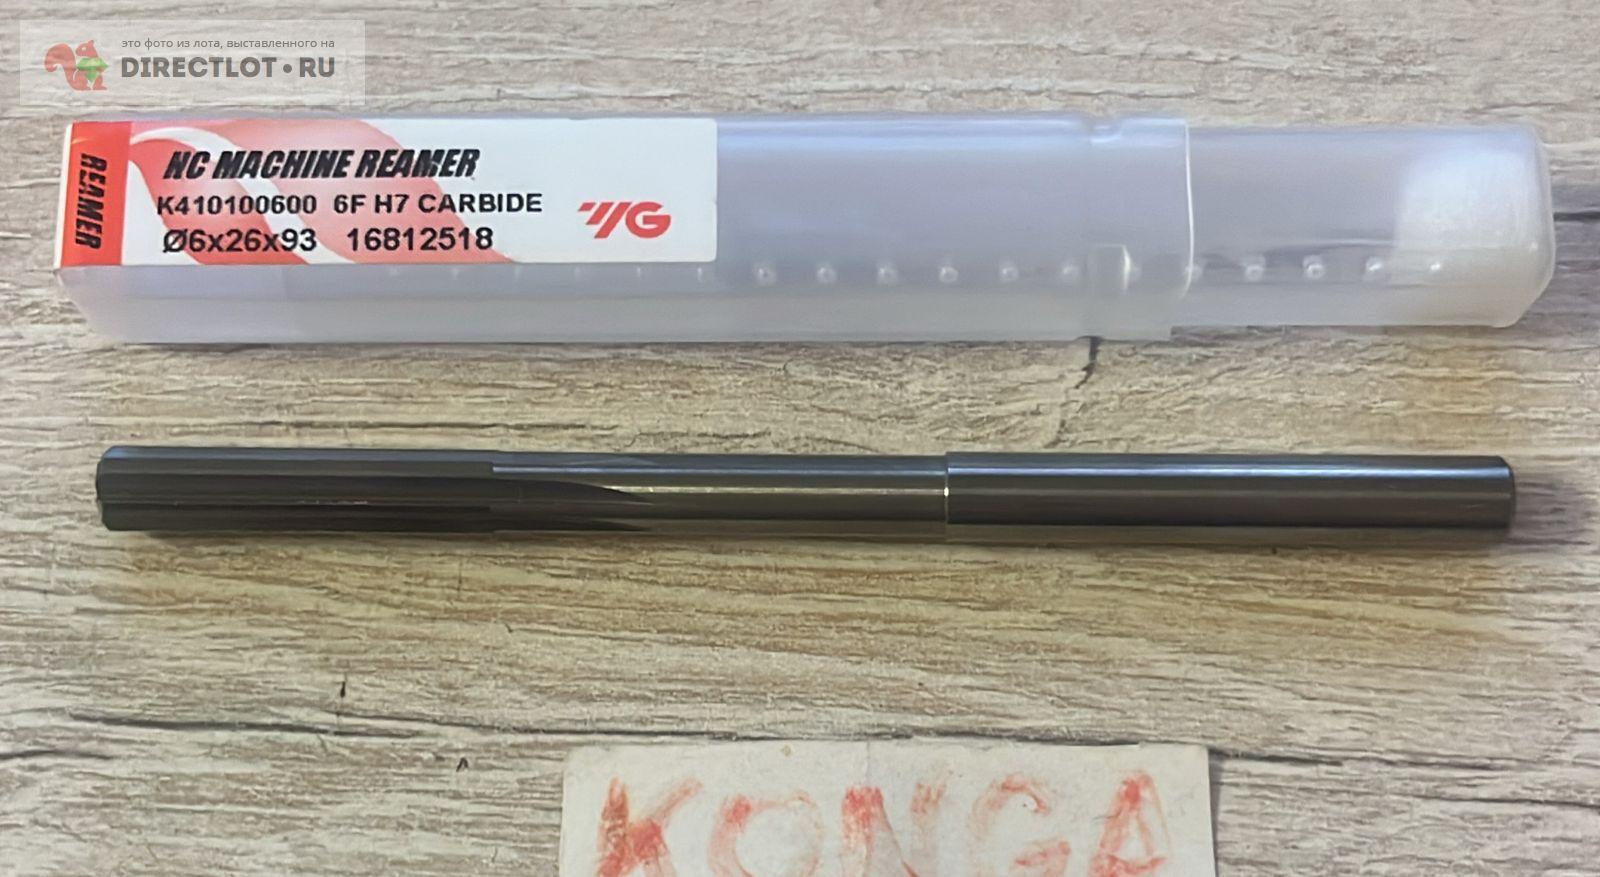 это фото из лота, выставленного на
DIRECTLOT•RU
REAMER
NC MACHINE REAMER
K410100600 6F H7 CARBIDE
Ø6x26x93 16812518
YG
KONGA